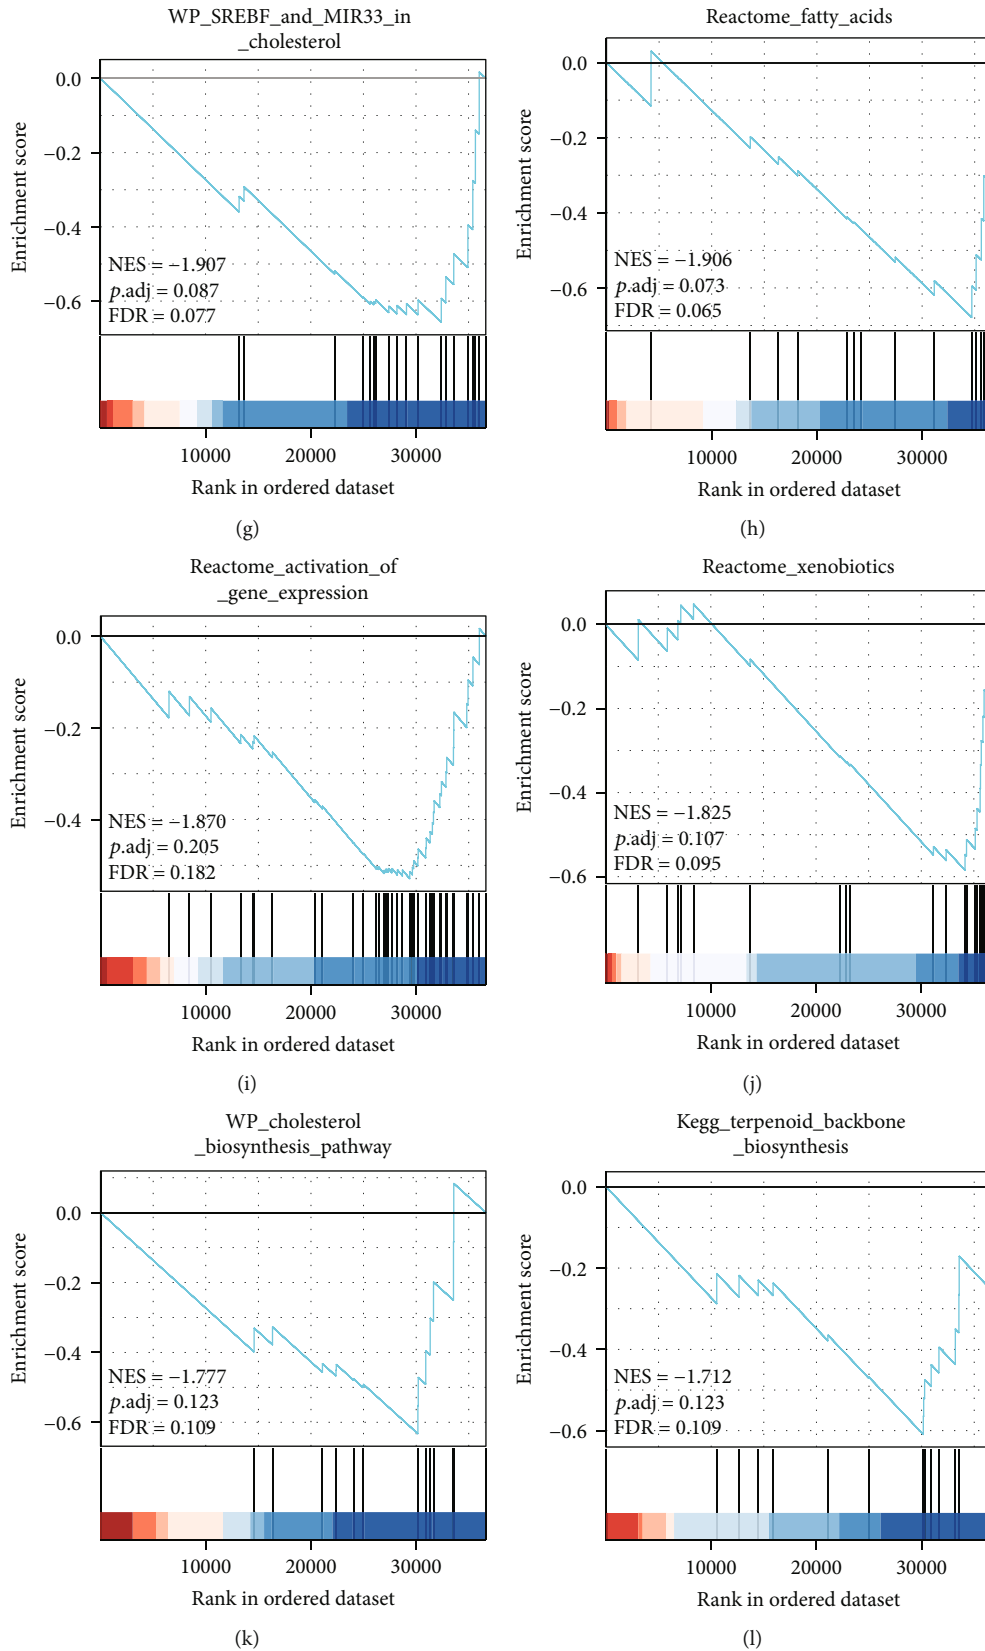 WP_SREBF_and_MIR33_in
_cholesterol
Enrichment score
0.0
−0.2
−0.4
−0.6
NES = −1.907
p.adj = 0.087
FDR = 0.077
10000 20000 30000
Rank in ordered dataset
(g)
Reactome_fatty_acids
Enrichment score
0.0
−0.2
−0.4
−0.6
NES = −1.906
p.adj = 0.073
FDR = 0.065
10000 20000 30000
Rank in ordered dataset
(h)
Reactome_activation_of
_gene_expression
Enrichment score
0.0
−0.2
−0.4
NES = −1.870
p.adj = 0.205
FDR = 0.182
10000 20000 30000
Rank in ordered dataset
(i)
Reactome_xenobiotics
Enrichment score
0.0
−0.2
−0.4
−0.6
NES = −1.825
p.adj = 0.107
FDR = 0.095
10000 20000 30000
Rank in ordered dataset
(j)
WP_cholesterol
_biosynthesis_pathway
Enrichment score
0.0
−0.2
−0.4
−0.6
NES = −1.777
p.adj = 0.123
FDR = 0.109
10000 20000 30000
Rank in ordered dataset
(k)
Kegg_terpenoid_backbone
_biosynthesis
Enrichment score
0.0
−0.2
−0.4
−0.6
NES = −1.712
p.adj = 0.123
FDR = 0.109
10000 20000 30000
Rank in ordered dataset
(l)